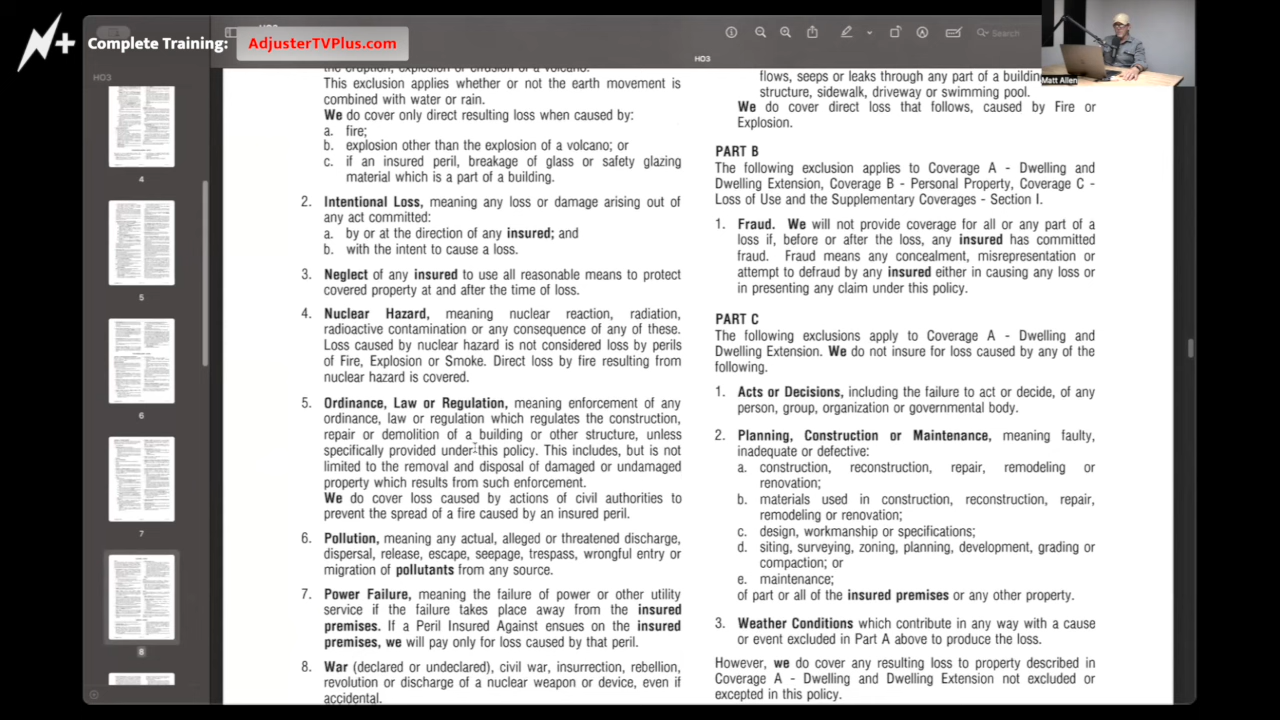 Complete Training:
AdjusterTVPlus.com
HO3
Search
HO3
Matt Allen
4
5
6
7
8
the eruption, explosion or effusion of a volcano.
This exclusion applies whether or not the earth movement is
combined with water or rain.
We do cover only direct resulting loss when caused by:
a. fire;
b. explosion other than the explosion of a volcano; or
c. if an insured peril, breakage of glass or safety glazing
material which is a part of a building.
2. Intentional Loss, meaning any loss or damage arising out of
any act committed:
a. by or at the direction of any insured; and
b. with the intent to cause a loss.
3. Neglect of any insured to use all reasonable means to protect
covered property at and after the time of loss.
4. Nuclear Hazard, meaning nuclear reaction, radiation,
radioactive contamination or any consequence of any of these.
Loss caused by nuclear hazard is not considered loss by perils
of Fire, Explosion or Smoke. Direct loss by fire resulting from
nuclear hazard is covered.
5. Ordinance, Law or Regulation, meaning enforcement of any
ordinance, law or regulation which regulates the construction,
repair or demolition of a building or other structure, unless
specifically provided under this policy. This includes, but is not
limited to the removal and disposal of damaged or undamaged
property which results from such enforcement.
We do cover loss caused by actions of civil authorities to
prevent the spread of a fire caused by an insured peril.
6. Pollution, meaning any actual, alleged or threatened discharge,
dispersal, release, escape, seepage, trespass, wrongful entry or
migration of pollutants from any source.
7. Power Failure, meaning the failure of power or other utility
service if the failure takes place away from the insured
premises. If a Peril Insured Against ensues on the insured
premises, we will pay only for loss caused by that peril.
8. War (declared or undeclared), civil war, insurrection, rebellion,
revolution or discharge of a nuclear weapon or device, even if
accidental.
flows, seeps or leaks through any part of a building,
structure, sidewalk, driveway or swimming pool.
We do cover direct loss that follows, caused by Fire or
Explosion.
PART B
The following exclusion applies to Coverage A - Dwelling and
Dwelling Extension, Coverage B - Personal Property, Coverage C -
Loss of Use and the Supplementary Coverages - Section I.
1. Fraud. We will not provide coverage for all or any part of a
loss if, before or after the loss, any insured has committed
fraud. Fraud means any concealment, misrepresentation or
attempt to defraud by any insured either in causing any loss or
in presenting any claim under this policy.
PART C
The following exclusions apply to Coverage A - Dwelling and
Dwelling Extension. We do not insure for loss caused by any of the
following.
1. Acts or Decisions, including the failure to act or decide, of any
person, group, organization or governmental body.
2. Planning, Construction or Maintenance, meaning faulty,
inadequate or defective:
a. construction, reconstruction, repair, remodeling or
renovation;
b. materials used in construction, reconstruction, repair,
remodeling or renovation;
c. design, workmanship or specifications;
d. siting, surveying, zoning, planning, development, grading or
compaction; or
e. maintenance;
of part or all of the insured premises or any other property.
3. Weather Conditions which contribute in any way with a cause
or event excluded in Part A above to produce the loss.
However, we do cover any resulting loss to property described in
Coverage A - Dwelling and Dwelling Extension not excluded or
excepted in this policy.